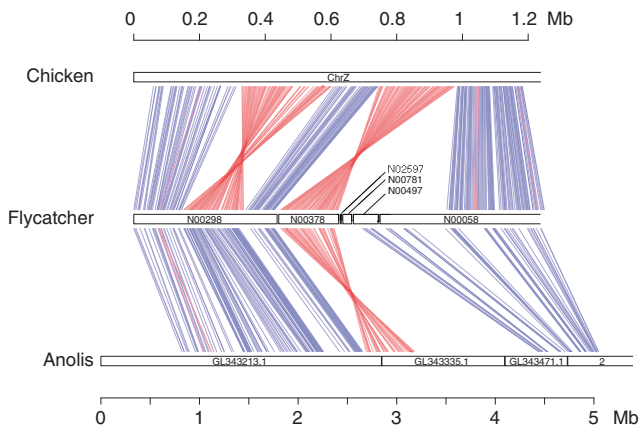 0 0.2 0.4 0.6 0.8 1 1.2 Mb
Chicken ChrZ
N02597
N00781
N00497
Flycatcher N00298 N00378 N00058
Anolis GL343213.1 GL343335.1 GL343471.1 2
0 1 2 3 4 5 Mb